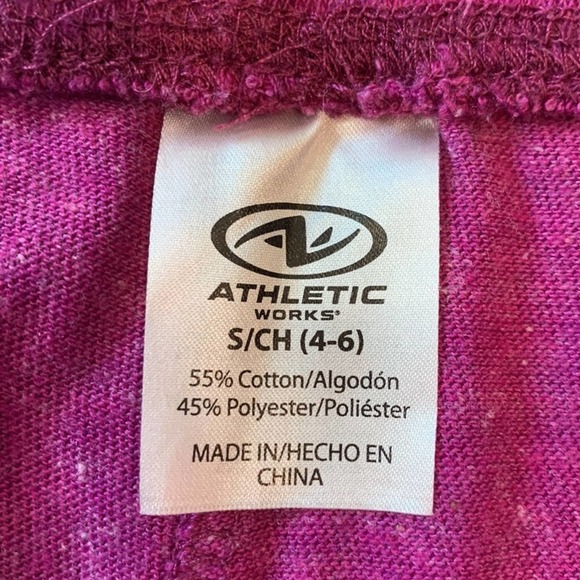 ATHLETIC
WORKS®
S/CH (4-6)
55% Cotton/Algodón
45% Polyester/Poliéster
MADE IN/HECHO EN
CHINA